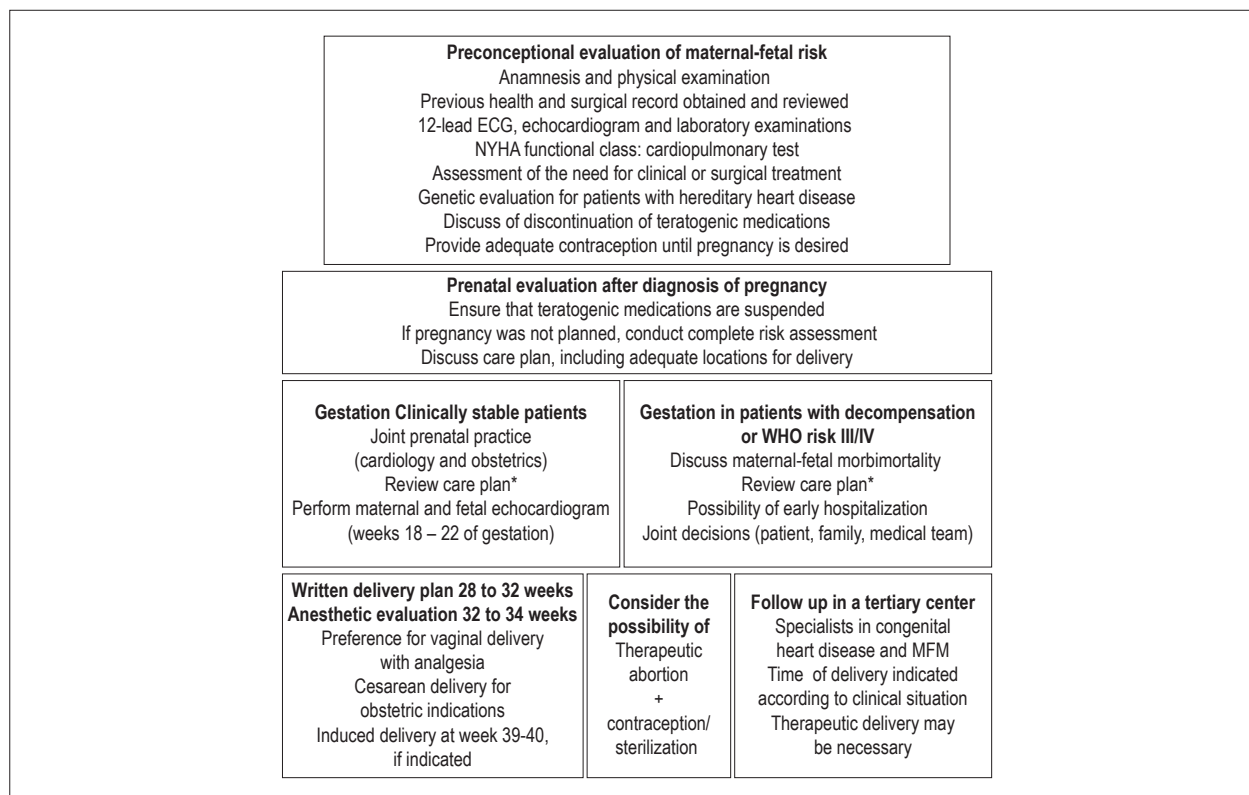 Preconceptional evaluation of maternal-fetal risk
Anamnesis and physical examination
Previous health and surgical record obtained and reviewed
12-lead ECG, echocardiogram and laboratory examinations
NYHA functional class: cardiopulmonary test
Assessment of the need for clinical or surgical treatment
Genetic evaluation for patients with hereditary heart disease
Discuss of discontinuation of teratogenic medications
Provide adequate contraception until pregnancy is desired
Prenatal evaluation after diagnosis of pregnancy
Ensure that teratogenic medications are suspended
If pregnancy was not planned, conduct complete risk assessment
Discuss care plan, including adequate locations for delivery
Gestation Clinically stable patients
Joint prenatal practice
(cardiology and obstetrics)
Review care plan*
Perform maternal and fetal echocardiogram
(weeks 18 – 22 of gestation)
Gestation in patients with decompensation
or WHO risk III/IV
Discuss maternal-fetal morbimortality
Review care plan*
Possibility of early hospitalization
Joint decisions (patient, family, medical team)
Written delivery plan 28 to 32 weeks
Anesthetic evaluation 32 to 34 weeks
Preference for vaginal delivery
with analgesia
Cesarean delivery for
obstetric indications
Induced delivery at week 39-40,
if indicated
Consider the
possibility of
Therapeutic
abortion
+
contraception/
sterilization
Follow up in a tertiary center
Specialists in congenital
heart disease and MFM
Time of delivery indicated
according to clinical situation
Therapeutic delivery may
be necessary